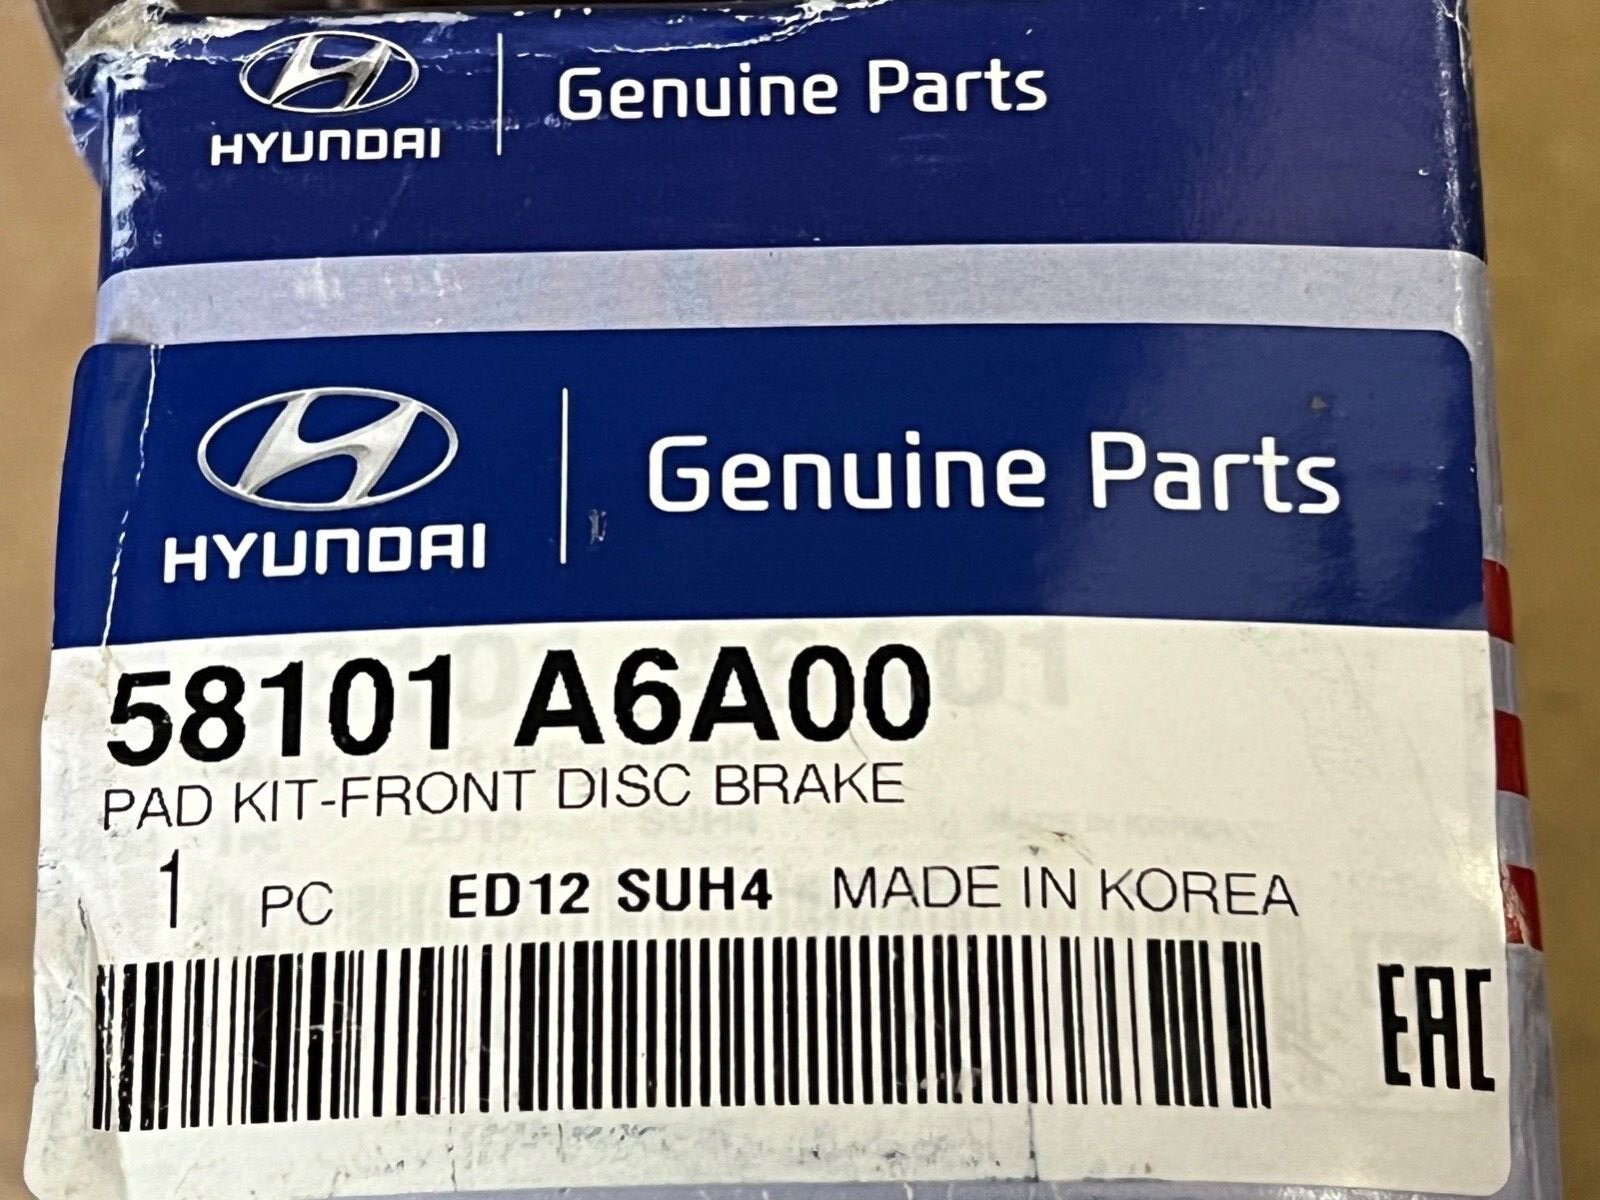 HYUNDAI
Genuine Parts
HYUNDAI
Genuine Parts
58101 A6A00
PAD KIT-FRONT DISC BRAKE
1 PC ED12 SUH4 MADE IN KOREA
EAC